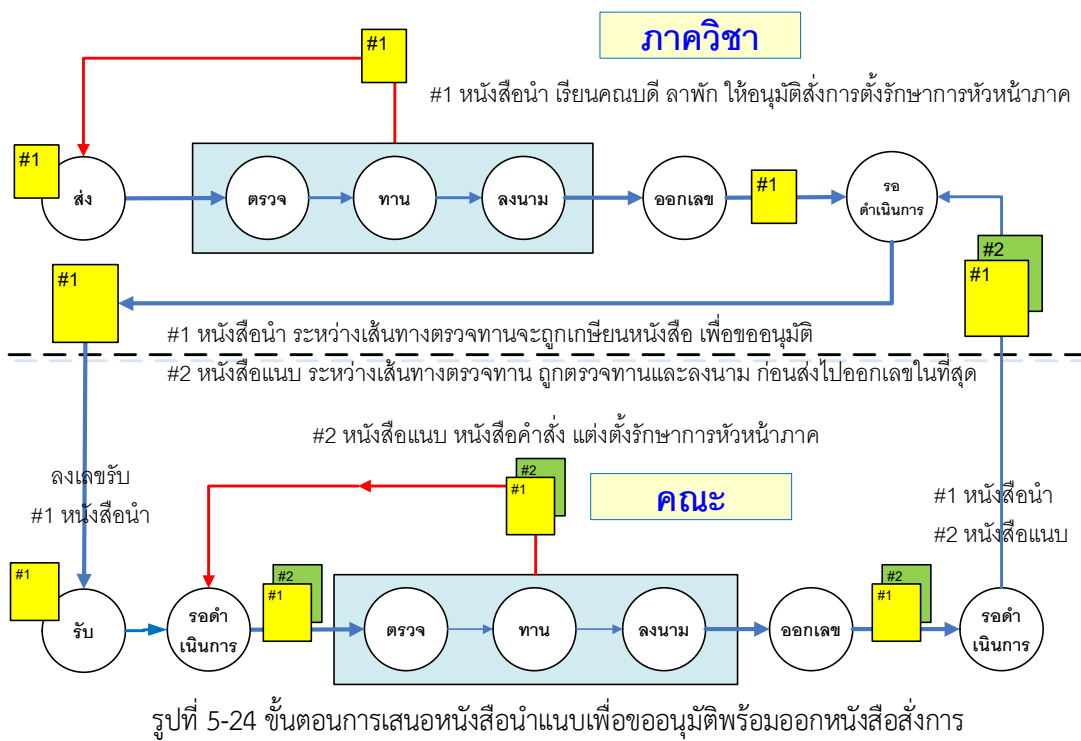 ภาควิชา
#1
#1 หนังสือนำ เรียนคณบดี ลาพัก ให้อนุมัติสั่งการตั้งรักษาการหัวหน้าภาค
#1
ส่ง
ตรวจ
ทาน
ลงนาม
ออกเลข
#1
รอ
ดำเนินการ
#1
#2
#1
#1 หนังสือนำ ระหว่างเส้นทางตรวจทานจะถูกเกษียนหนังสือ เพื่อขออนุมัติ
#2 หนังสือแนบ ระหว่างเส้นทางตรวจทาน ถูกตรวจทานและลงนาม ก่อนส่งไปออกเลขในที่สุด
#2 หนังสือแนบ หนังสือคำสั่ง แต่งตั้งรักษาการหัวหน้าภาค
ลงเลขรับ
#1 หนังสือนำ
#2
#1
คณะ
#1 หนังสือนำ
#2 หนังสือแนบ
#1
รับ
รอดำ
เนินการ
#2
#1
ตรวจ
ทาน
ลงนาม
ออกเลข
#2
#1
รอดำ
เนินการ
รูปที่ 5-24 ขั้นตอนการเสนอหนังสือนำแนบเพื่อขออนุมัติพร้อมออกหนังสือสั่งการ